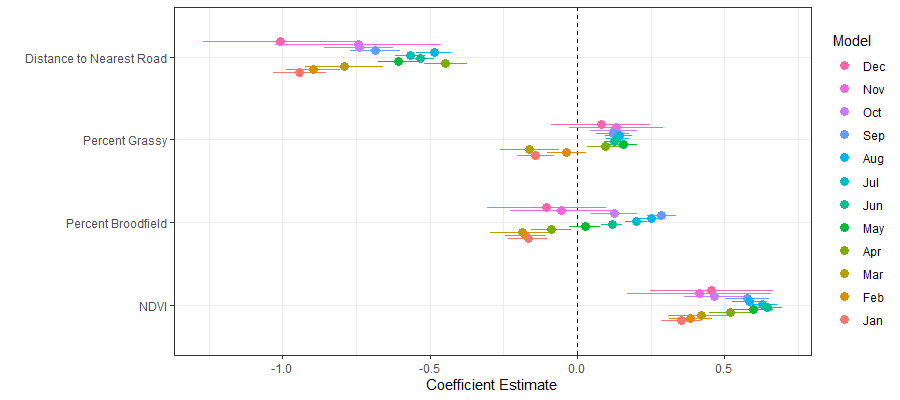 Distance to Nearest Road
Percent Grassy
Percent Broodfield
NDVI
-1.0
-0.5
0.0
0.5
Coefficient Estimate
Model
Dec
Nov
Oct
Sep
Aug
Jul
Jun
May
Apr
Mar
Feb
Jan